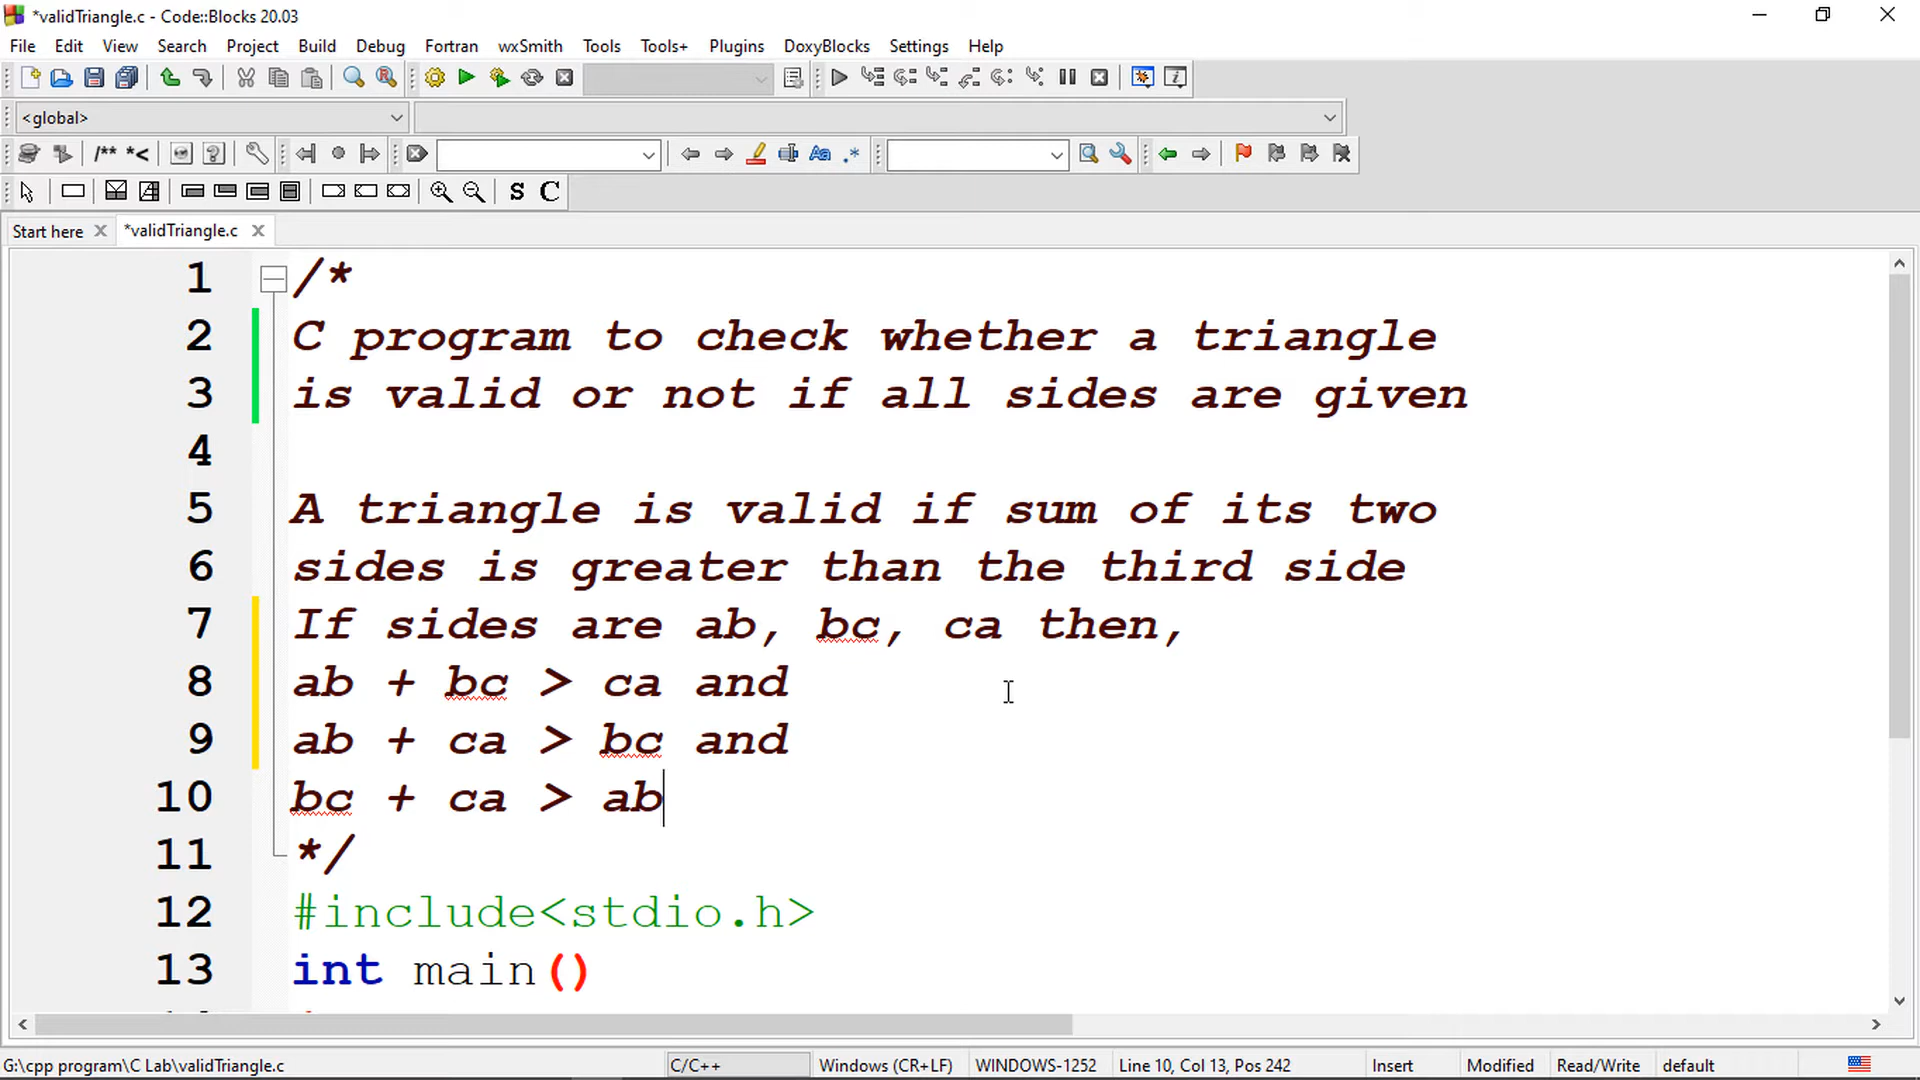 *validTriangle.c - Code::Blocks 20.03
File Edit View Search Project Build Debug Fortran wxSmith Tools Tools+ Plugins DoxyBlocks Settings Help
<global>
/** *<
Aa .*
S C
Start here *validTriangle.c
1 /*
2 C program to check whether a triangle
3 is valid or not if all sides are given
4
5 A triangle is valid if sum of its two
6 sides is greater than the third side
7 If sides are ab, bc, ca then,
8 ab + bc > ca and
9 ab + ca > bc and
10 bc + ca > ab
11 */
12 #include<stdio.h>
13 int main()
G:\cpp program\C Lab\validTriangle.c C/C++ Windows (CR+LF) WINDOWS-1252 Line 10, Col 13, Pos 242 Insert Modified Read/Write default